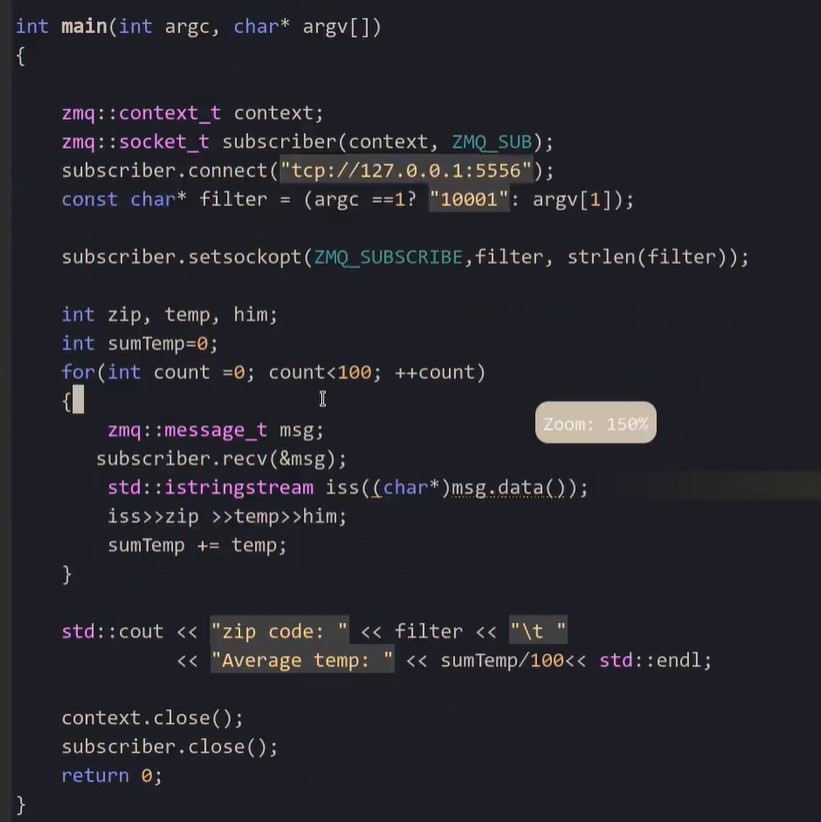 int main(int argc, char* argv[])
{
zmq::context_t context;
zmq::socket_t subscriber(context, ZMQ_SUB);
subscriber.connect("tcp://127.0.0.1:5556");
const char* filter = (argc ==1? "10001": argv[1]);
subscriber.setsockopt(ZMQ_SUBSCRIBE,filter, strlen(filter));
int zip, temp, him;
int sumTemp=0;
for(int count =0; count<100; ++count)
{
Zoom: 150%
zmq::message_t msg;
subscriber.recv(&msg);
std::istringstream iss((char*)msg.data());
iss>>zip >>temp>>him;
sumTemp += temp;
}
std::cout << "zip code: " << filter << "\t "
<< "Average temp: " << sumTemp/100<< std::endl;
context.close();
subscriber.close();
return 0;
}